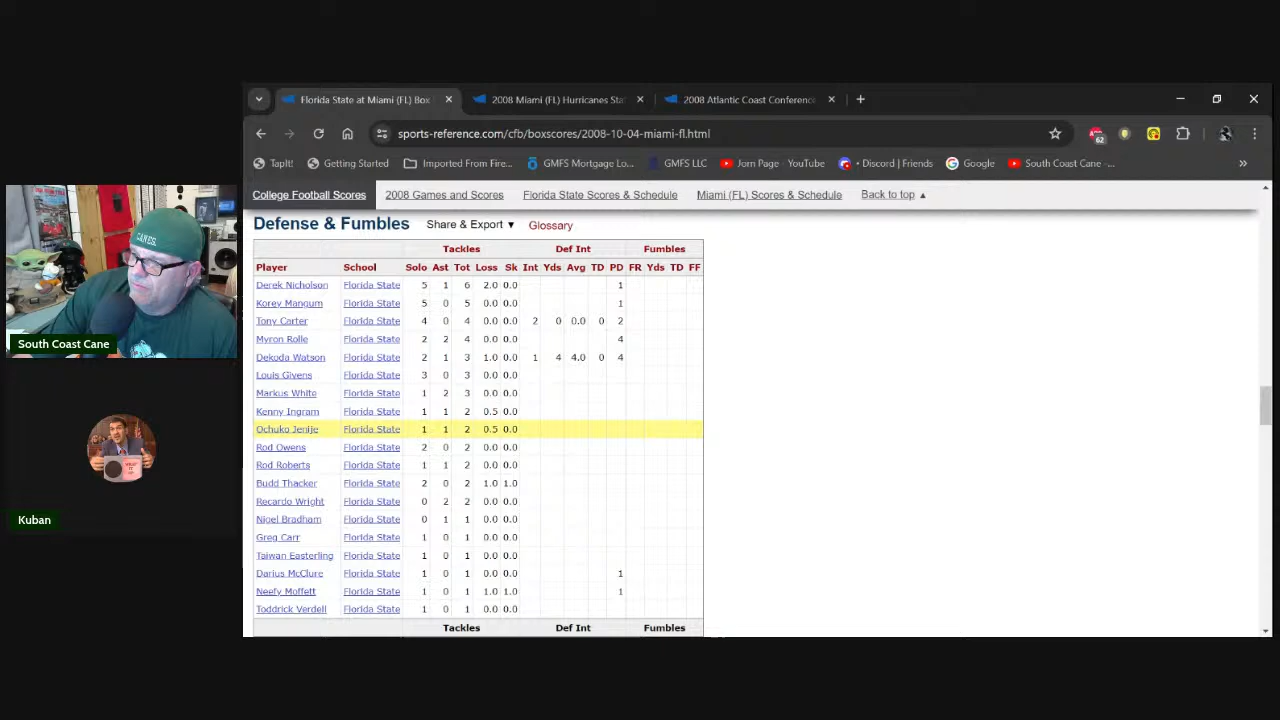 Florida State at Miami (FL) Box
2008 Miami (FL) Hurricanes Sta
2008 Atlantic Coast Conference
sports-reference.com/cfb/boxscores/2008-10-04-miami-fl.html
62
TapIt!
Getting Started
Imported From Fire...
GMFS Mortgage Lo...
GMFS LLC
Jorn Page - YouTube
Discord | Friends
Google
South Coast Cane -...
College Football Scores
2008 Games and Scores
Florida State Scores & Schedule
Miami (FL) Scores & Schedule
Back to top ▲
Defense & Fumbles
Share & Export ▼
Glossary
Tackles Def Int Fumbles
Player School Solo Ast Tot Loss Sk Int Yds Avg TD PD FR Yds TD FF
Derek Nicholson Florida State 5 1 6 2.0 0.0 1
Korey Mangum Florida State 5 0 5 0.0 0.0 1
Tony Carter Florida State 4 0 4 0.0 0.0 2 0 0.0 0 2
Myron Rolle Florida State 2 2 4 0.0 0.0 4
Dekoda Watson Florida State 2 1 3 1.0 0.0 1 4 4.0 0 4
Louis Givens Florida State 3 0 3 0.0 0.0
Markus White Florida State 1 2 3 0.0 0.0
Kenny Ingram Florida State 1 1 2 0.5 0.0
Ochuko Jenije Florida State 1 1 2 0.5 0.0
Rod Owens Florida State 2 0 2 0.0 0.0
Rod Roberts Florida State 1 1 2 0.0 0.0
Budd Thacker Florida State 2 0 2 1.0 1.0
Recardo Wright Florida State 0 2 2 0.0 0.0
Nigel Bradham Florida State 0 1 1 0.0 0.0
Greg Carr Florida State 1 0 1 0.0 0.0
Taiwan Easterling Florida State 1 0 1 0.0 0.0
Darius McClure Florida State 1 0 1 0.0 0.0 1
Neefy Moffett Florida State 1 0 1 1.0 1.0 1
Toddrick Verdell Florida State 1 0 1 0.0 0.0
Tackles Def Int Fumbles
CANES
South Coast Cane
Kuban